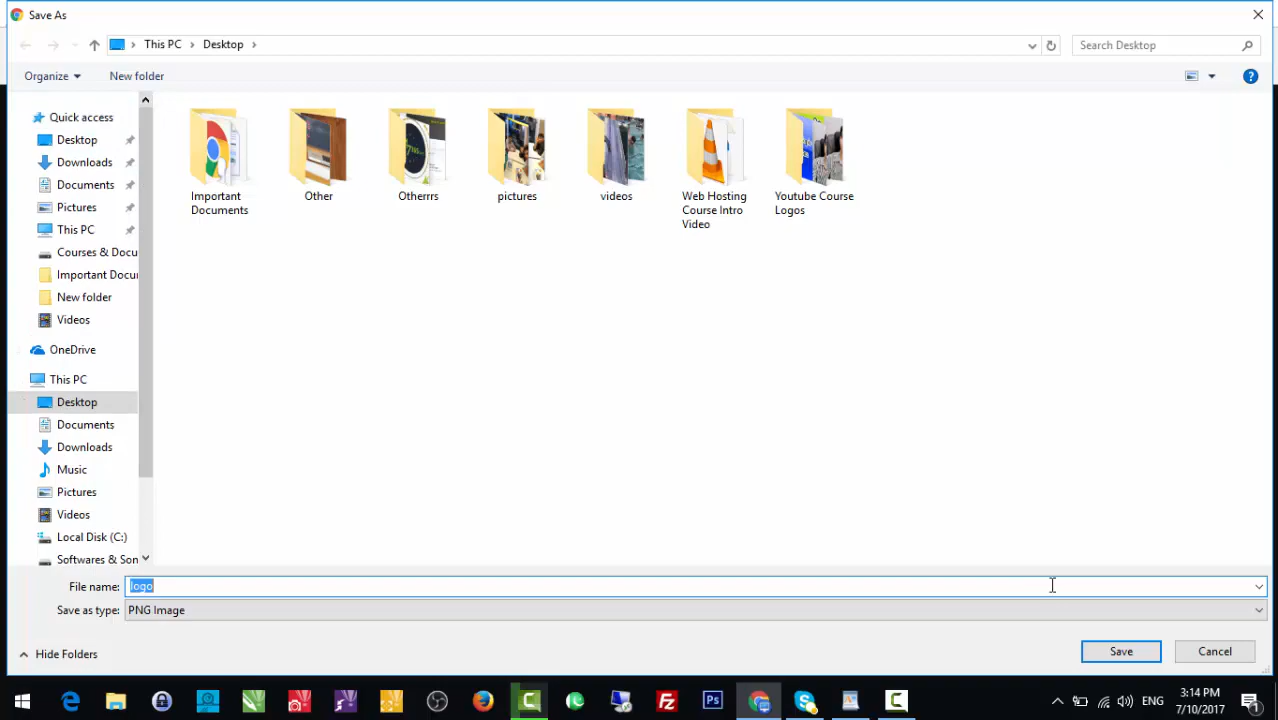 Save As
This PC
Desktop
Search Desktop
Organize
New folder
Quick access
Desktop
Downloads
Documents
Pictures
This PC
Courses & Docu
Important Docu
New folder
Videos
OneDrive
This PC
Desktop
Documents
Downloads
Music
Pictures
Videos
Local Disk (C:)
Softwares & Son
Important
Documents
Other
Otherrrs
pictures
videos
Web Hosting
Course Intro
Video
Youtube Course
Logos
File name: logo
Save as type: PNG Image
Hide Folders
Save
Cancel
ENG
3:14 PM
7/10/2017